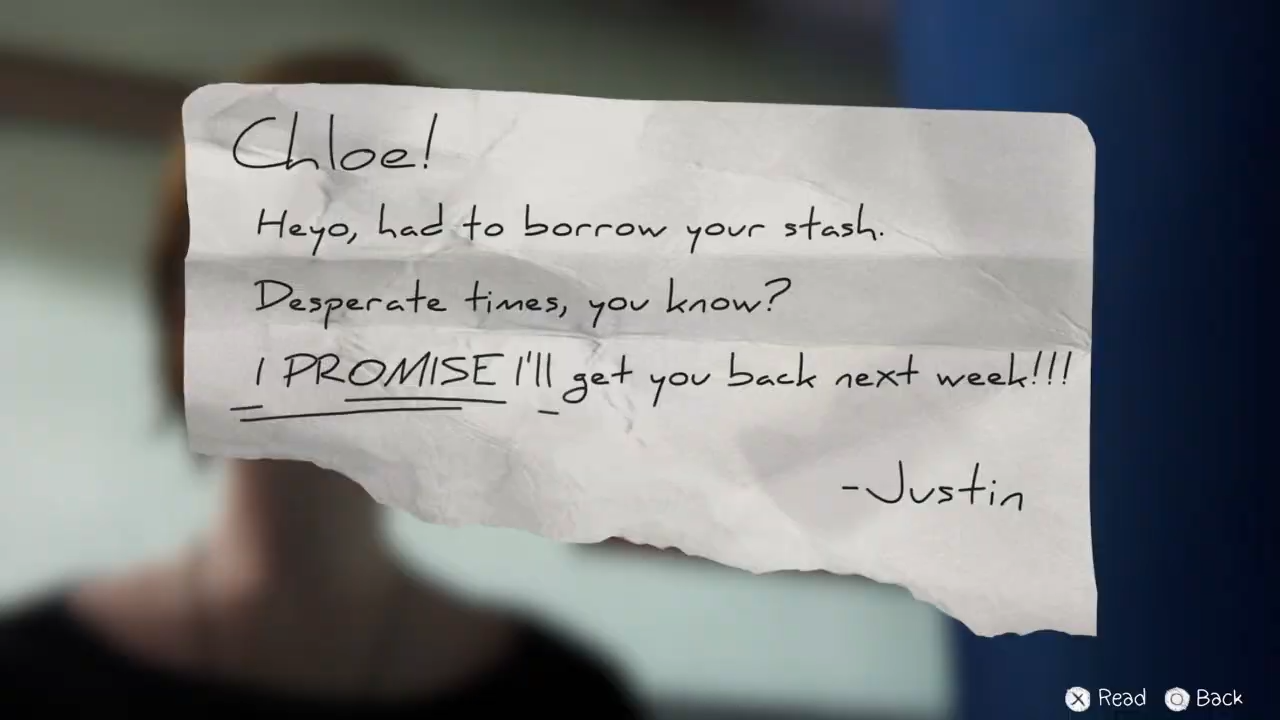 Chloe!
Heyo, had to borrow your stash.
Desperate times, you know?
I PROMISE I'll get you back next week!!!
-Justin
Read Back